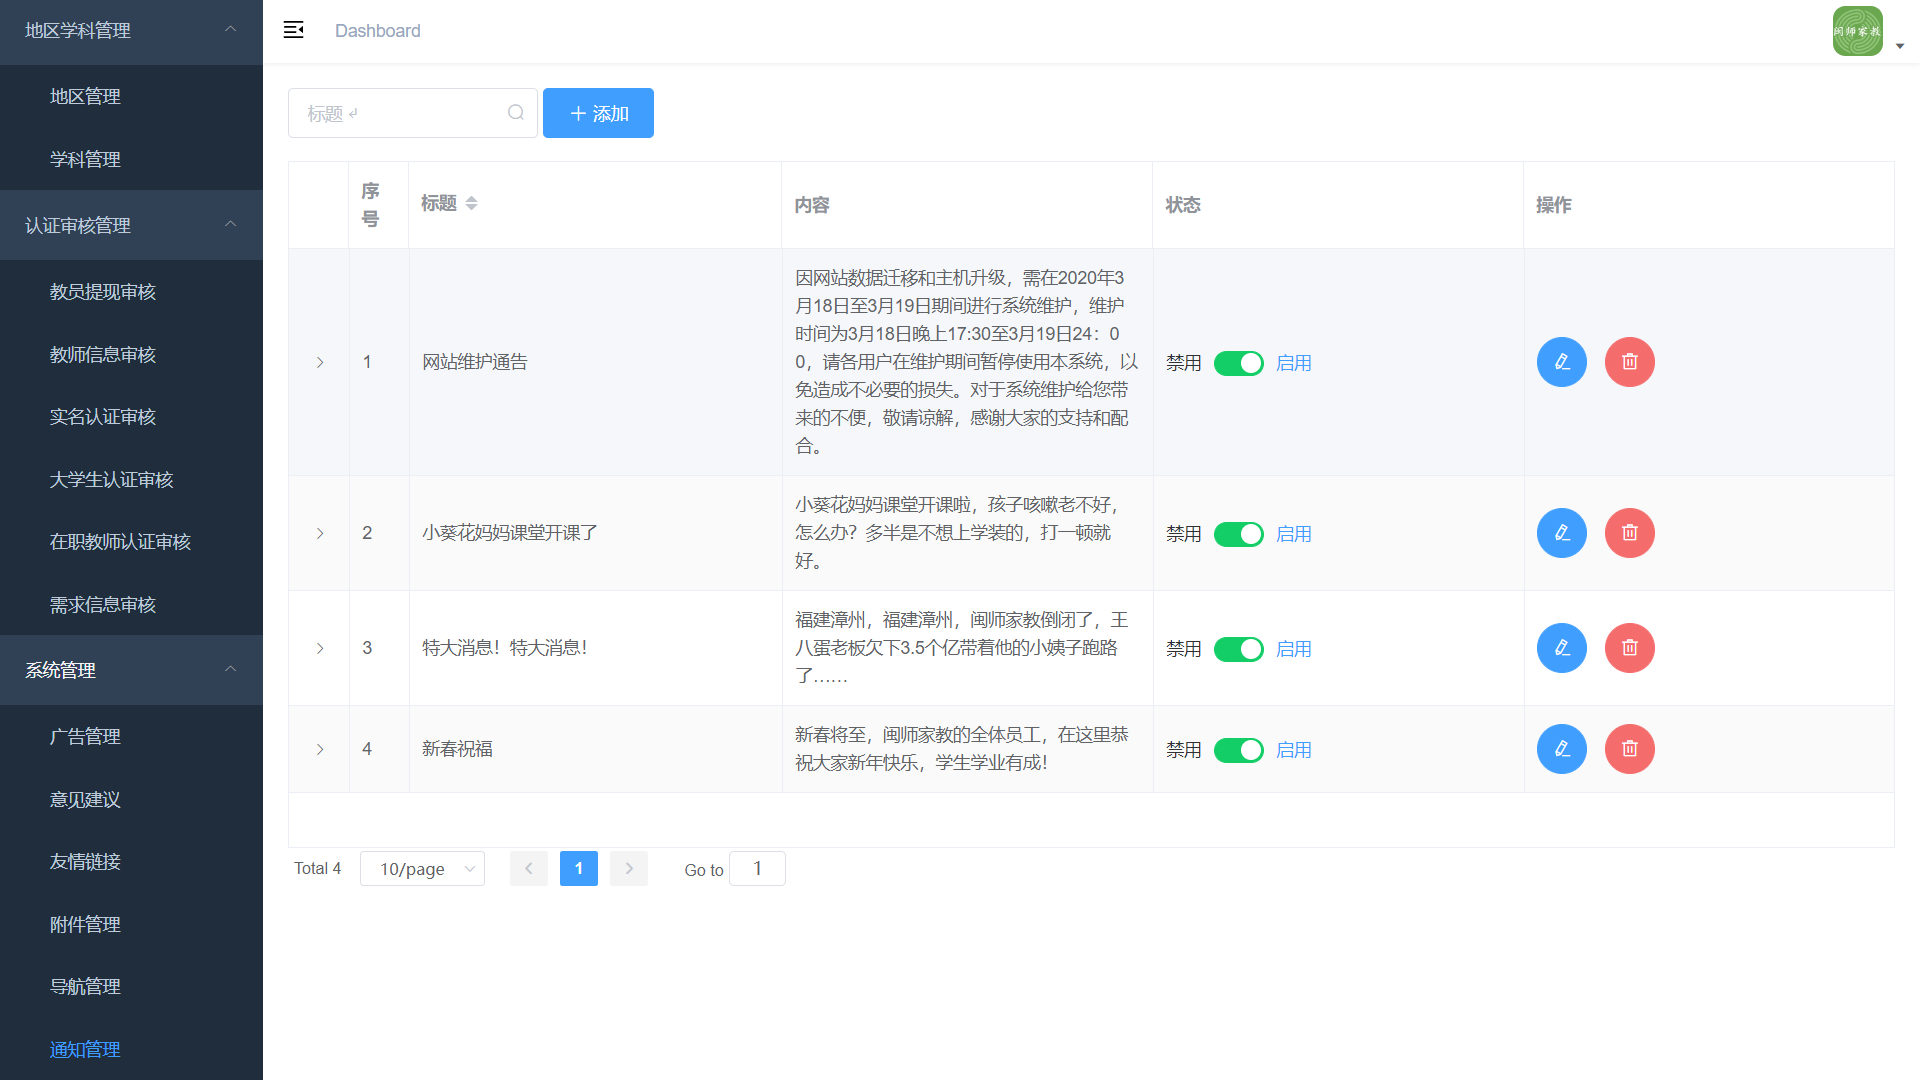 地区学科管理
地区管理
学科管理
认证审核管理
教员提现审核
教师信息审核
实名认证审核
大学生认证审核
在职教师认证审核
需求信息审核
系统管理
广告管理
意见建议
友情链接
附件管理
导航管理
通知管理
Dashboard
闽师家教
标题
添加
序号
标题
内容
状态
操作
1
网站维护通告
因网站数据迁移和主机升级，需在2020年3
月18日至3月19日期间进行系统维护，维护
时间为3月18日晚上17:30至3月19日24：0
0，请各用户在维护期间暂停使用本系统，以
免造成不必要的损失。对于系统维护给您带
来的不便，敬请谅解，感谢大家的支持和配
合。
禁用 启用
2
小葵花妈妈课堂开课了
小葵花妈妈课堂开课啦，孩子咳嗽老不好，
怎么办？多半是不想上学装的，打一顿就
好。
禁用 启用
3
特大消息！特大消息！
福建漳州，福建漳州，闽师家教倒闭了，王
八蛋老板欠下3.5个亿带着他的小姨子跑路
了……
禁用 启用
4
新春祝福
新春将至，闽师家教的全体员工，在这里恭
祝大家新年快乐，学生学业有成！
禁用 启用
Total 4 10/page 1 Go to 1